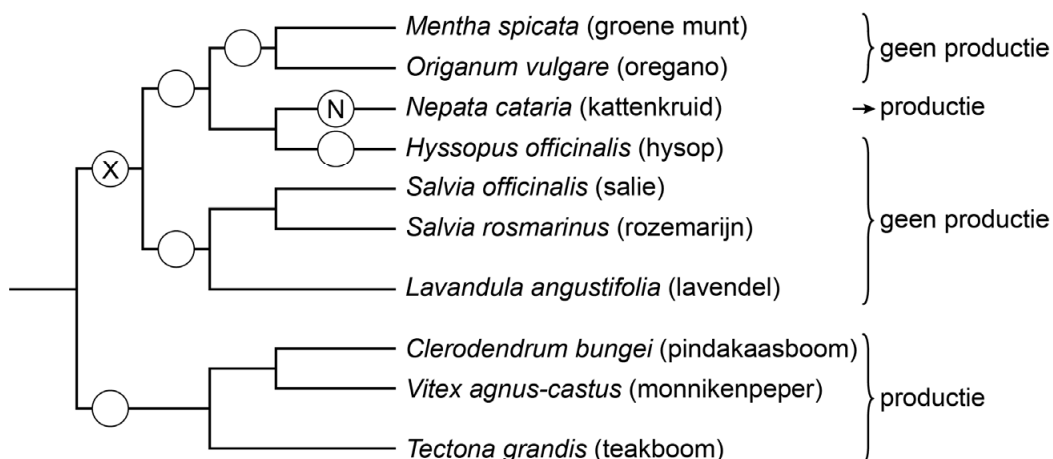 Mentha spicata (groene munt)
Origanum vulgare (oregano)
geen productie
N
Nepata cataria (kattenkruid)
productie
X
Hyssopus officinalis (hysop)
Salvia officinalis (salie)
Salvia rosmarinus (rozemarijn)
geen productie
Lavandula angustifolia (lavendel)
Clerodendrum bungei (pindakaasboom)
Vitex agnus-castus (monnikenpeper)
productie
Tectona grandis (teakboom)